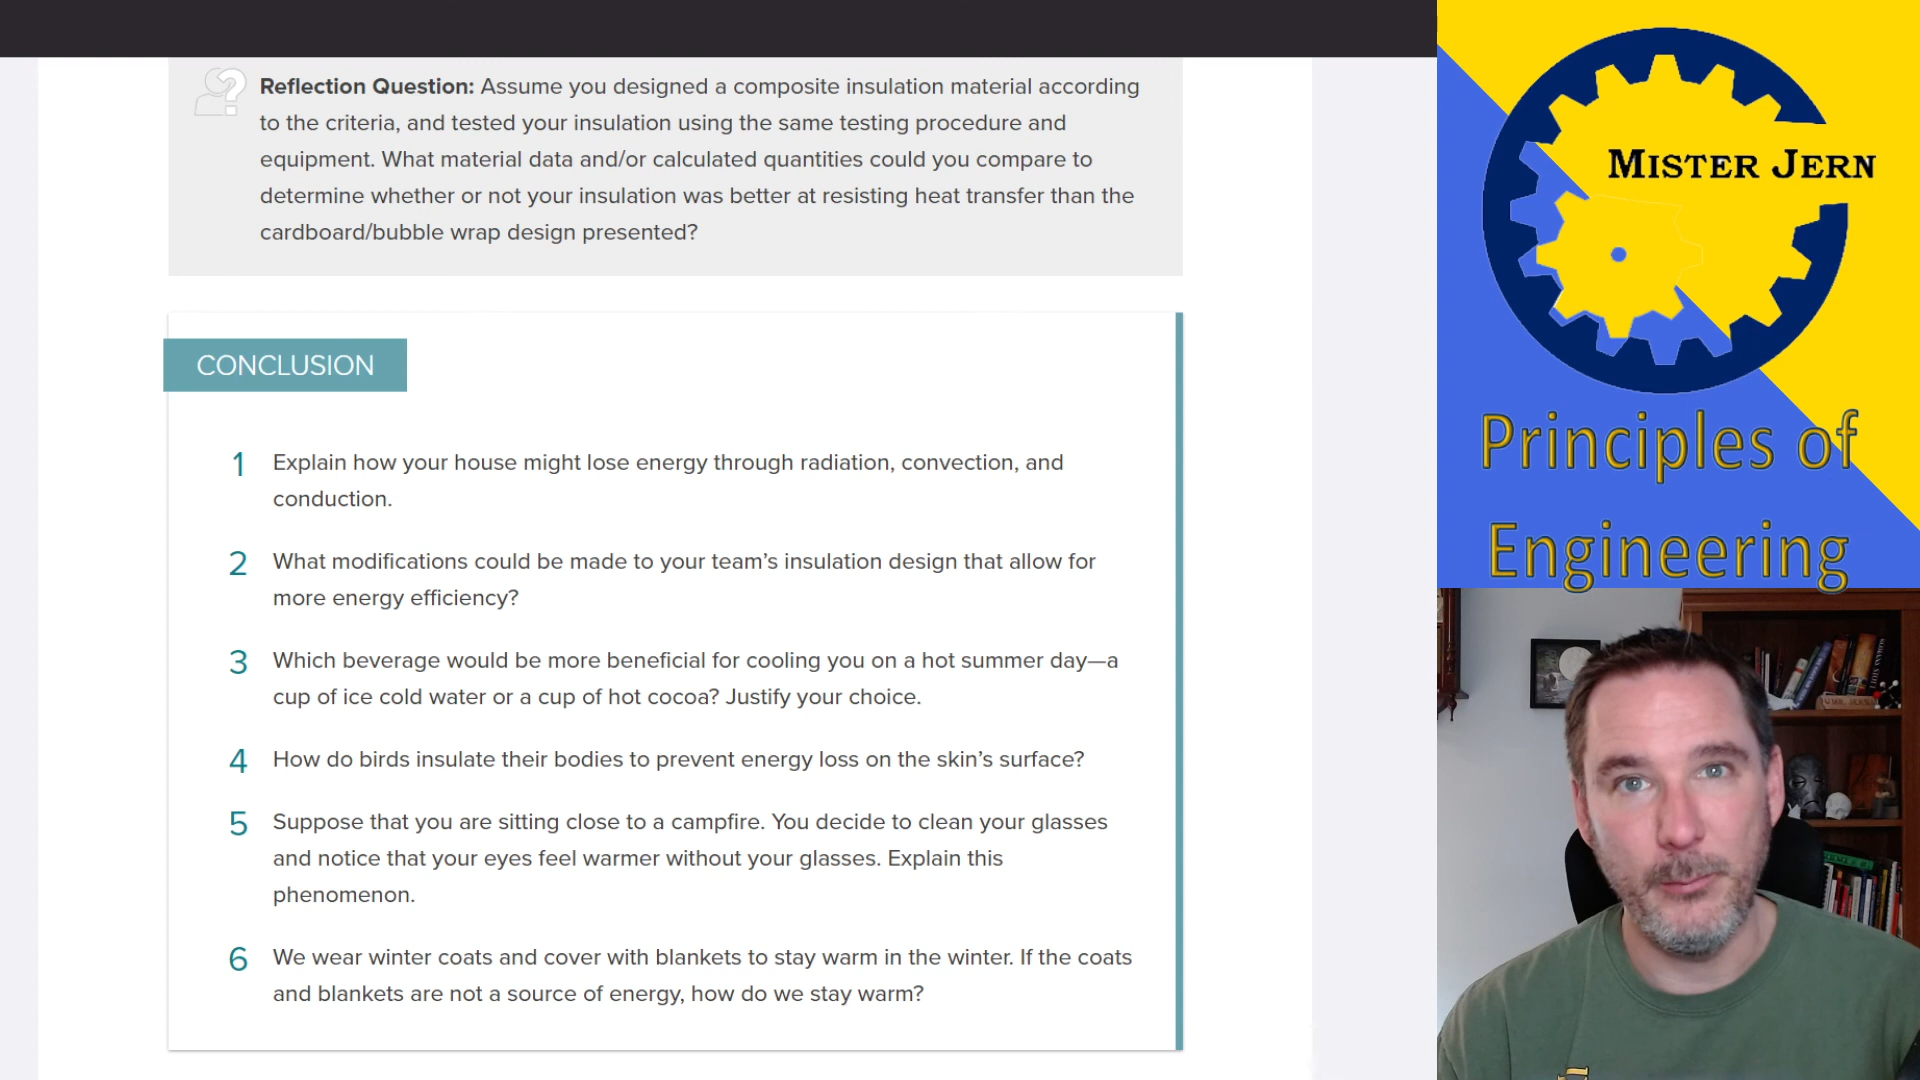 Reflection Question: Assume you designed a composite insulation material according
to the criteria, and tested your insulation using the same testing procedure and
equipment. What material data and/or calculated quantities could you compare to
determine whether or not your insulation was better at resisting heat transfer than the
cardboard/bubble wrap design presented?
CONCLUSION
1 Explain how your house might lose energy through radiation, convection, and
conduction.
2 What modifications could be made to your team’s insulation design that allow for
more energy efficiency?
3 Which beverage would be more beneficial for cooling you on a hot summer day—a
cup of ice cold water or a cup of hot cocoa? Justify your choice.
4 How do birds insulate their bodies to prevent energy loss on the skin’s surface?
5 Suppose that you are sitting close to a campfire. You decide to clean your glasses
and notice that your eyes feel warmer without your glasses. Explain this
phenomenon.
6 We wear winter coats and cover with blankets to stay warm in the winter. If the coats
and blankets are not a source of energy, how do we stay warm?
MISTER JERN
Principles of
Engineering